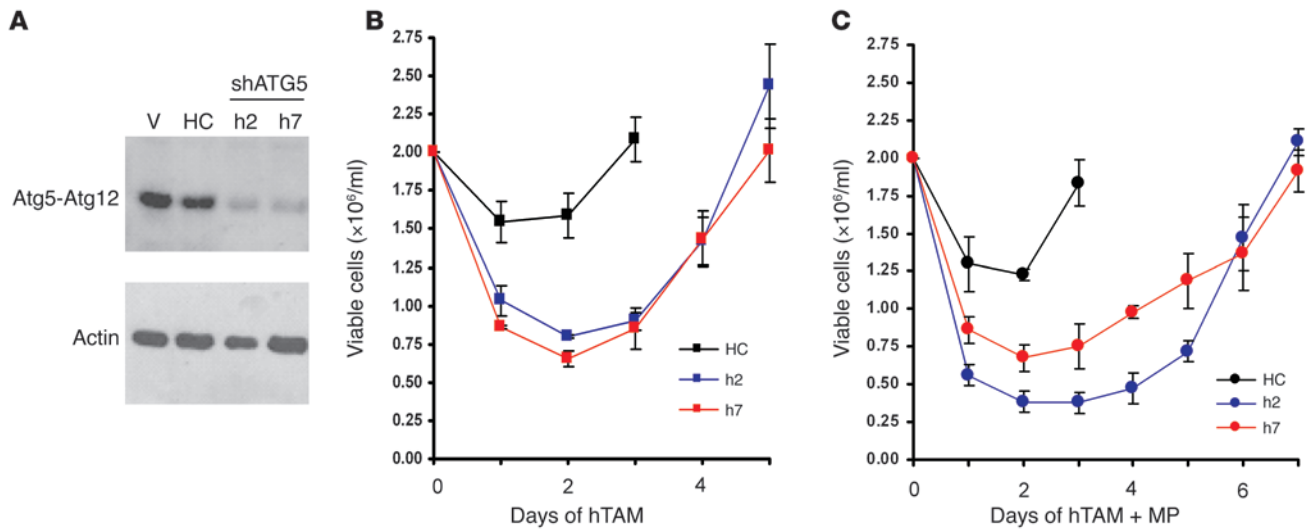 A
shATG5
V HC h2 h7
Atg5-Atg12
Actin
B
Viable cells (×10⁶/ml)
2.75
2.50
2.25
2.00
1.75
1.50
1.25
1.00
0.75
0.50
0.25
0.00
HC
h2
h7
0 2 4
Days of hTAM
C
Viable cells (×10⁶/ml)
2.75
2.50
2.25
2.00
1.75
1.50
1.25
1.00
0.75
0.50
0.25
0.00
HC
h2
h7
0 2 4 6
Days of hTAM + MP